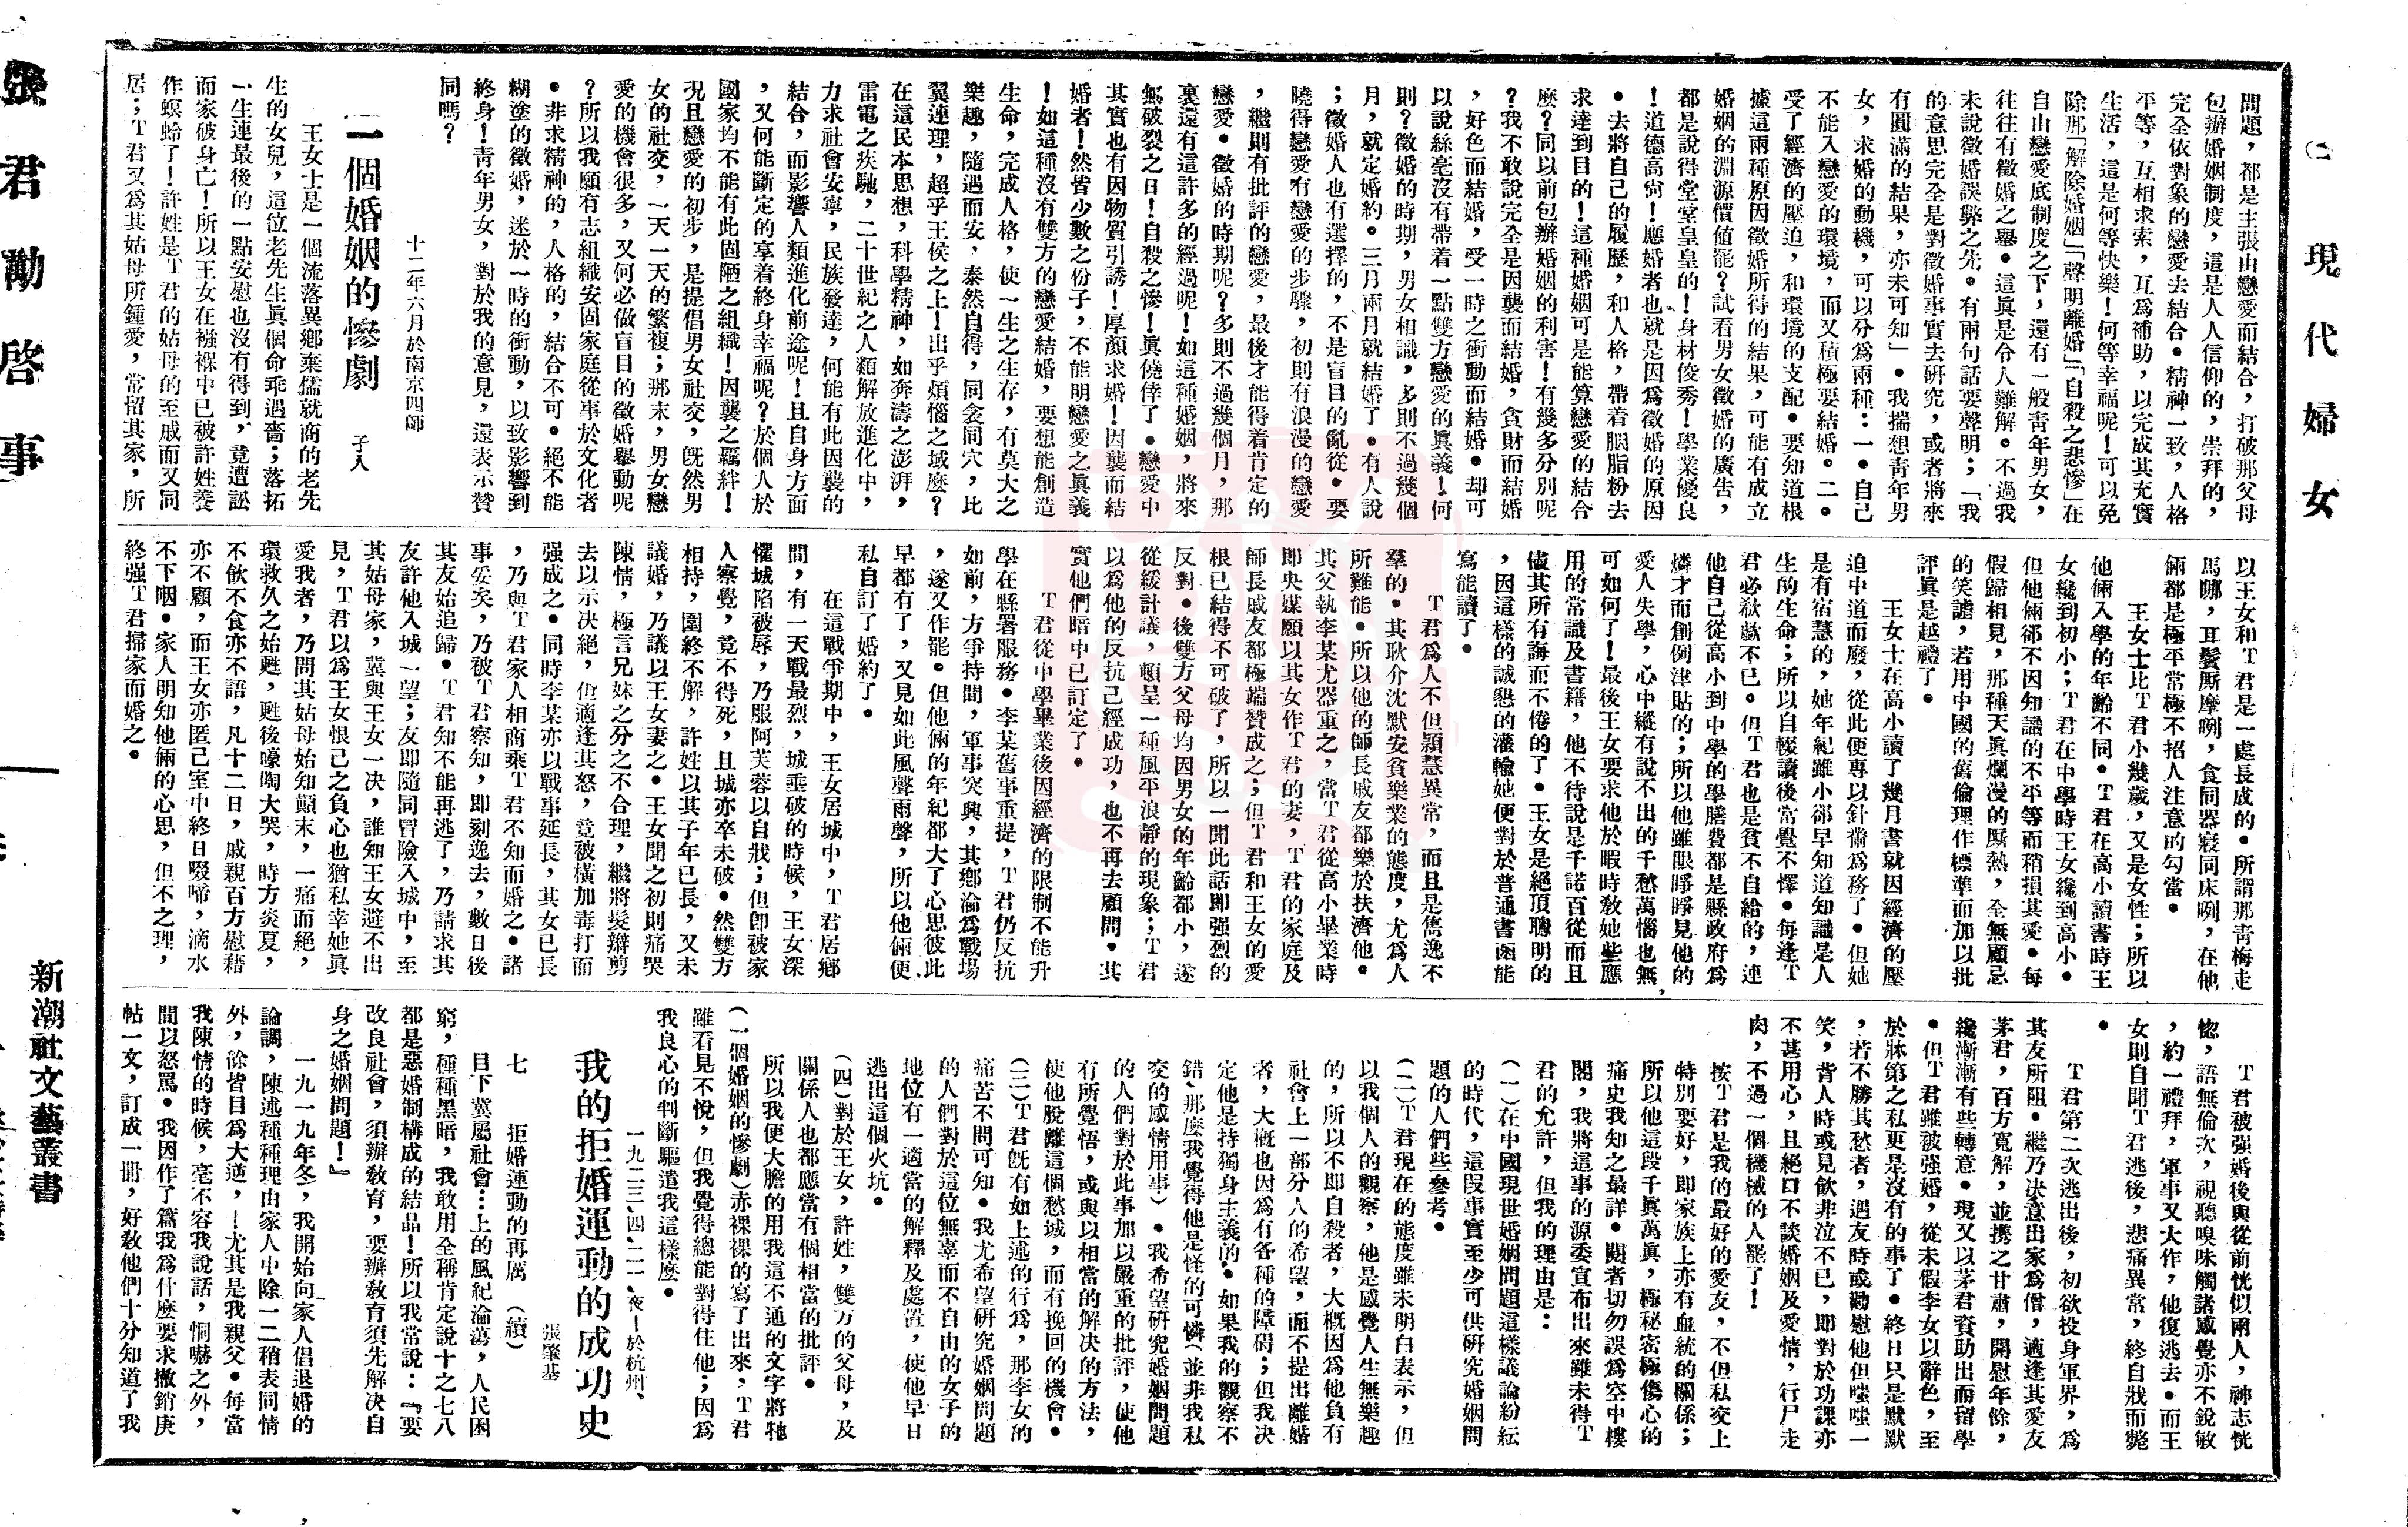 現代婦女
(二)
問題，都是主張由戀愛而結合，打破那父母
包辦婚姻制度，這是人人信仰的，崇拜的，
完全依對象的戀愛去結合。精神一致，人格
平等，互相求索，互爲補助，以完成其充實
生活，這是何等快樂！何等幸福呢！可以免
除那「解除婚姻」「聲明離婚」「自殺之悲慘」在
自由戀愛底制度之下，還有一般靑年男女，
往往有徵婚之舉。這眞是令人難解。不過我
未說徵婚誤弊之先。有兩句話要聲明；「我
的意思完全是對徵婚事實去研究，或者將來
有圓滿的結果，亦未可知」。我揣想靑年男
女，求婚的動機，可以分爲兩種：一。自己
不能入戀愛的環境，而又積極要結婚。二。
受了經濟的壓迫，和環境的支配。要知道根
據這兩種原因徵婚所得的結果，可能有成立
婚姻的淵源價値罷？試看男女徵婚的廣告，
都是說得堂堂皇皇的！身材俊秀！學業優良
！道德高尙！應婚者也就是因爲徵婚的原因
。去將自己的履歷，和人格，帶着胭脂粉去
求達到目的！這種婚姻可是能算戀愛的結合
麼？同以前包辦婚姻的利害！有幾多分別呢
？我不敢說完全是因襲而結婚，貪財而結婚
，好色而結婚，受一時之衝動而結婚。却可
以說絲毫沒有帶着一點雙方戀愛的眞義！何
則？徵婚的時期，男女相識，多則不過幾個
月，就定婚約。三月兩月就結婚了。有人說
；徵婚人也有選擇的，不是盲目的亂從。要
曉得戀愛有戀愛的步驟，初則有浪漫的戀愛
，繼則有批評的戀愛，最後才能得着肯定的
戀愛。徵婚的時期呢？多則不過幾個月，那
裏還有這許多的經過呢！如這種婚姻，將來
無破裂之日！自殺之慘！眞僥倖了。戀愛中
其實也有因物質引誘！厚顔求婚！因襲而結
婚者！然皆少數之份子，不能明戀愛之眞義
！如這種沒有雙方的戀愛結婚，要想能創造
生命，完成人格，使一生之生存，有莫大之
樂趣，隨遇而安，泰然自得，同衾同穴，比
翼連理，超乎王侯之上！出乎煩惱之域麼？
在這民本思想，科學精神，如奔濤之澎湃，
雷電之疾馳，二十世紀之人類解放進化中，
力求社會安寧，民族發達，何能有此因襲的
結合，而影響人類進化前途呢！且自身方面
，又何能斷定的享着終身幸福呢？於個人於
國家均不能有此固陋之組織！因襲之羈絆！
况且戀愛的初步，是提倡男女社交，旣然男
女的社交，一天一天的繁複；那末，男女戀
愛的機會很多，又何必做盲目的徵婚舉動呢
？所以我願有志組織安固家庭從事於文化者
。非求精神的，人格的，結合不可。絕不能
糊塗的徵婚，迷於一時的衝動，以致影響到
終身！靑年男女，對於我的意見，還表示贊
同嗎？
十二年六月於南京四師
一個婚姻的慘劇
予人
王女士是一個流落異鄉棄儒就商的老先
生的女兒，這位老先生眞個命乖遇嗇；落拓
一生連最後的一點安慰也沒有得到，竟遭訟
而家破身亡！所以王女在襁褓中已被許姓養
作螟蛉了！許姓是T君的姑母的至戚而又同
居；T君又爲其姑母所鍾愛，常招其家，所
以王女和T君是一處長成的。所謂那靑梅走
馬哪，耳鬢厮摩咧，食同器寢同床咧，在他
倆都是極平常極不招人注意的勾當。
王女士比T君小幾歲，又是女性；所以
他倆入學的年齡不同。T君在高小讀書時王
女纔到初小；T君在中學時王女纔到高小。
但他倆郤不因知識的不平等而稍損其愛。每
假歸相見，那種天眞爛漫的厮熱，全無顧忌
的笑謔，若用中國的舊倫理作標準而加以批
評眞是越禮了。
王女士在高小讀了幾月書就因經濟的壓
迫中道而廢，從此便專以針黹爲務了。但她
是有宿慧的，她年紀雖小郤早知道知識是人
生的生命；所以自輟讀後常覺不懌。每逢T
君必欷歔不已。但T君也是貧不自給的，連
他自己從高小到中學的學膳費都是縣政府爲
憐才而創例津貼的；所以他雖眼睜睜見他的
愛人失學，心中縱有說不出的千愁萬惱也無
可如何了！最後王女要求他於暇時敎她些應
用的常識及書籍，他不待說是千諾百從而且
儘其所有誨而不倦的了。王女是絕頂聰明的
，因這樣的誠懇的灌輸她便對於普通書函能
寫能讀了。
T君爲人不但顥慧異常，而且是雋逸不
羣的。其耿介沈默安貧樂業的態度，尤爲人
所難能。所以他的師長戚友都樂於扶濟他。
其父執李某尤器重之，當T君從高小畢業時
即央媒願以其女作T君的妻，T君的家庭及
師長戚友都極端贊成之；但T君和王女的愛
根已結得不可破了，所以一聞此話即强烈的
反對。後雙方父母均因男女的年齡都小，遂
從綏計議，頓呈一種風平浪靜的現象；T君
以爲他的反抗已經成功，也不再去顧問。其
實他們暗中已訂定了。
T君從中學畢業後因經濟的限制不能升
學在縣署服務。李某舊事重提，T君仍反抗
如前，方爭持間，軍事突興，其鄕淪爲戰場
，遂又作罷。但他倆的年紀都大了心思彼此
早都有了，又見如此風聲雨聲，所以他倆便
私自訂了婚約了。
在這戰爭期中，王女居城中，T君居鄕
間，有一天戰最烈，城垂破的時候，王女深
懼城陷被辱，乃服阿芙蓉以自戕；但卽被家
人察覺，竟不得死，且城亦卒未破。然雙方
相持，圍終不解，許姓以其子年已長，又未
議婚，乃議以王女妻之。王女聞之初則痛哭
陳情，極言兄妹之分之不合理，繼將髮辯剪
去以示决絕，但適逢其怒，竟被橫加毒打而
强成之。同時李某亦以戰事延長，其女已長
，乃與T君家人相商乘T君不知而婚之。諸
事妥矣，乃被T君察知，即刻逸去，數日後
其友始追歸。T君知不能再逃了，乃請求其
友許他入城一望；友即隨同冒險入城中，至
其姑母家，冀與王女一决，誰知王女避不出
見，T君以爲王女恨己之負心也猶私幸她眞
愛我者，乃問其姑母始知顚末，一痛而絕，
環救久之始甦，甦後嚎啕大哭，時方炎夏，
不飲不食亦不語，凡十二日，戚親百方慰藉
亦不顧，而王女亦匿己室中終日啜啼，滴水
不下咽。家人明知他倆的心思，但不之理，
終强T君掃家而婚之。
T君被强婚後與從前恍似兩人，神志恍
惚，語無倫次，視聽嗅味觸諸感覺亦不銳敏
，約一禮拜，軍事又大作，他復逃去。而王
女則自聞T君逃後，悲痛異常，終自戕而斃
。
T君第二次逃出後，初欲投身軍界，爲
其友所阻。繼乃决意出家爲僧，適逢其愛友
茅君，百方寬解，並携之甘肅，開慰年餘，
纔漸漸有些轉意。現又以茅君資助出而留學
。但T君雖被强婚，從未假李女以辭色，至
於牀第之私更是沒有的事了。終日只是默默
，若不勝其愁者，遇友時或勸慰他但嗤嗤一
笑，背人時或見飲非泣不已，即對於功課亦
不甚用心，且絕口不談婚姻及愛情，行尸走
肉，不過一個機械的人罷了！
按T君是我的最好的愛友，不但私交上
特別要好，即家族上亦有血統的關係；
所以他這段千眞萬眞，極秘密極傷心的
痛史我知之最詳。閱者切勿誤爲空中樓
閣，我將這事的源委宣布出來雖未得T
君的允許，但我的理由是：
(一)在中國現世婚姻問題這樣議論紛紜
的時代，這段事實至少可供研究婚姻問
題的人們些參考。
(二)T君現在的態度雖未明白表示，但
以我個人的觀察，他是感覺人生無樂趣
的，所以不即自殺者，大槪因爲他負有
社會上一部分人的希望，而不提出離婚
者，大槪也因爲有各種的障碍；但我决
定他是持獨身主義的。如果我的觀察不
錯、那麼我覺得他是怪的可憐(並非我私
交的感情用事)。我希望研究婚姻問題
的人們對於此事加以嚴重的批評，使他
有所覺悟，或與以相當的解决的方法，
使他脫離這個愁城，而有挽回的機會。
(三)T君旣有如上述的行爲，那李女的
痛苦不問可知。我尤希望研究婚姻問題
的人們對於這位無辜而不自由的女子的
地位有一適當的解釋及處置，使他早日
逃出這個火坑。
(四)對於王女，許姓，雙方的父母，及
關係人也都應當有個相當的批評。
所以我便大膽的用我這不通的文字將牠
(一個婚姻的慘劇)赤裸裸的寫了出來，T君
雖看見不悅，但我覺得總能對得住他；因爲
我良心的判斷驅遣我這樣麼。
一九二三、四、二一、夜—於杭州、
我的拒婚運動的成功史
張肇基
七　拒婚運動的再厲　(續)
目下冀屬社會…上的風紀淪蕩，人民困
窮，種種黑暗，我敢用全稱肯定說十之七八
都是惡婚制構成的結品！所以我常說：『要
改良社會，須辦敎育，要辦敎育須先解决自
身之婚姻問題！』
一九一九年冬，我開始向家人倡退婚的
論調，陳述種種理由家人中除一二稍表同情
外，餘皆目爲大逆，—尤其是我親父。每當
我陳情的時候，毫不容我說話，恫嚇之外，
間以怒罵。我因作了篇我爲什麼要求撤銷庚
帖一文，訂成一冊，好敎他們十分知道了我
張君勱啓事
新潮社文藝叢書